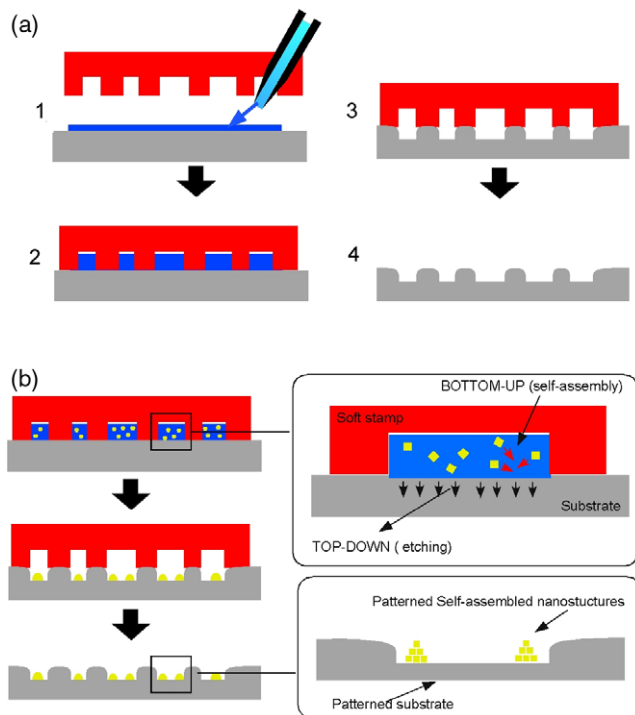 (a)
1
2
3
4
(b)
BOTTOM-UP (self-assembly)
Soft stamp
Substrate
TOP-DOWN ( etching)
Patterned Self-assembled nanostuctures
Patterned substrate